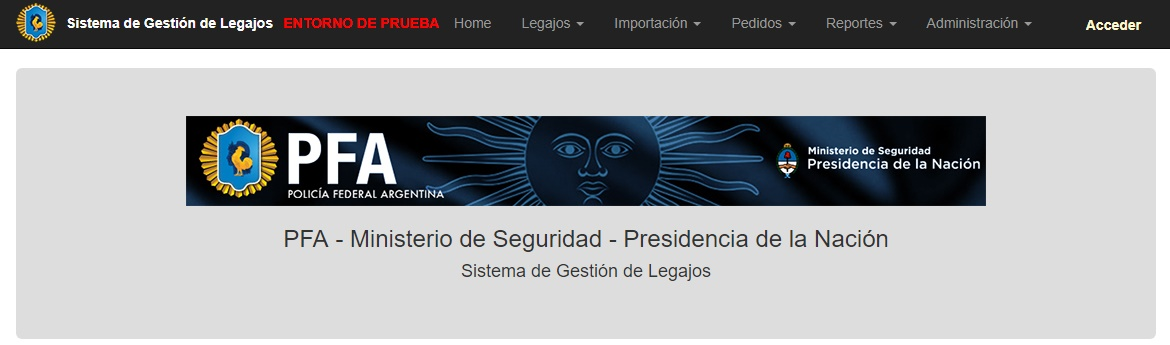 Sistema de Gestión de Legajos ENTORNO DE PRUEBA Home Legajos Importación Pedidos Reportes Administración Acceder
PFA
POLICÍA FEDERAL ARGENTINA
Ministerio de Seguridad
Presidencia de la Nación
PFA - Ministerio de Seguridad - Presidencia de la Nación
Sistema de Gestión de Legajos